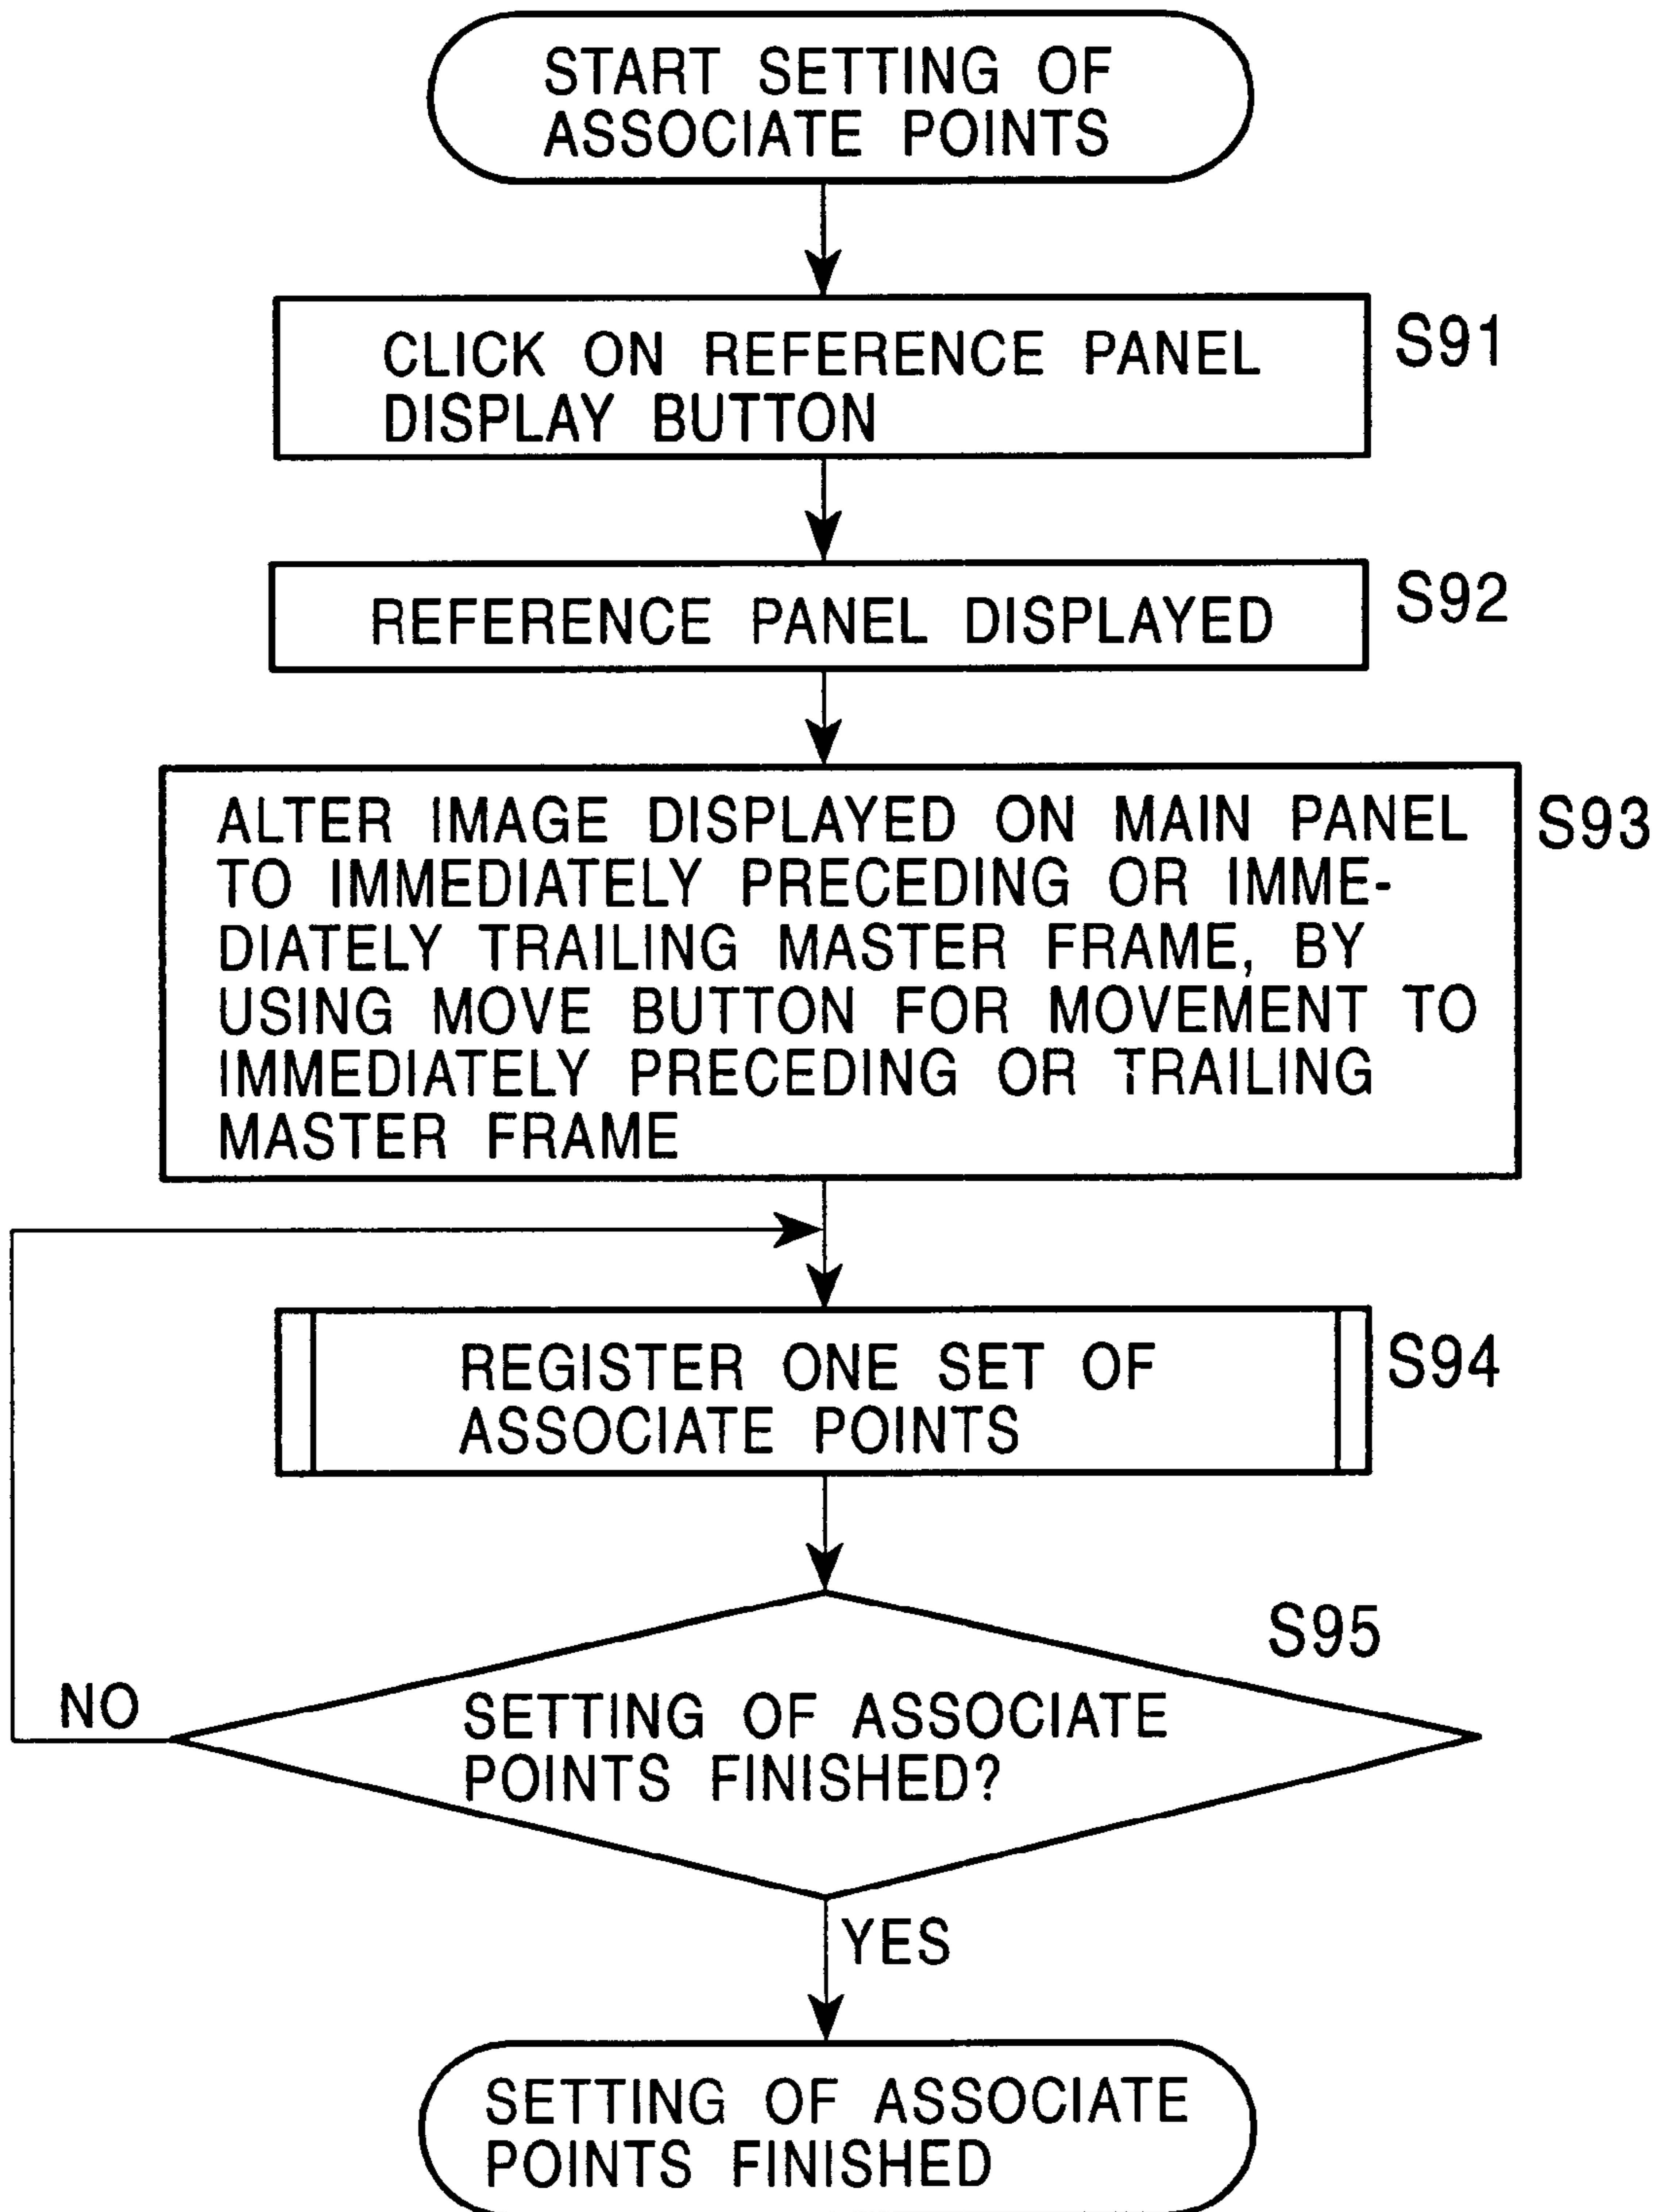 START SETTING OF
ASSOCIATE POINTS
CLICK ON REFERENCE PANEL
DISPLAY BUTTON
S91
REFERENCE PANEL DISPLAYED
S92
ALTER IMAGE DISPLAYED ON MAIN PANEL
TO IMMEDIATELY PRECEDING OR IMME-
DIATELY TRAILING MASTER FRAME, BY
USING MOVE BUTTON FOR MOVEMENT TO
IMMEDIATELY PRECEDING OR TRAILING
MASTER FRAME
S93
REGISTER ONE SET OF
ASSOCIATE POINTS
S94
S95
NO
SETTING OF ASSOCIATE
POINTS FINISHED?
YES
SETTING OF ASSOCIATE
POINTS FINISHED